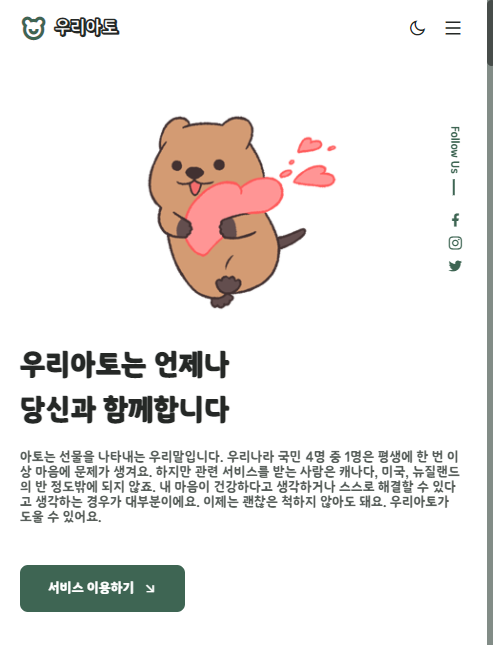 우리아토
Follow Us
우리아토는 언제나
당신과 함께합니다
아토는 선물을 나타내는 우리말입니다. 우리나라 국민 4명 중 1명은 평생에 한 번 이
상 마음에 문제가 생겨요. 하지만 관련 서비스를 받는 사람은 캐나다, 미국, 뉴질랜드
의 반 정도밖에 되지 않죠. 내 마음이 건강하다고 생각하거나 스스로 해결할 수 있다
고 생각하는 경우가 대부분이에요. 이제는 괜찮은 척하지 않아도 돼요. 우리아토가
도울 수 있어요.
서비스 이용하기